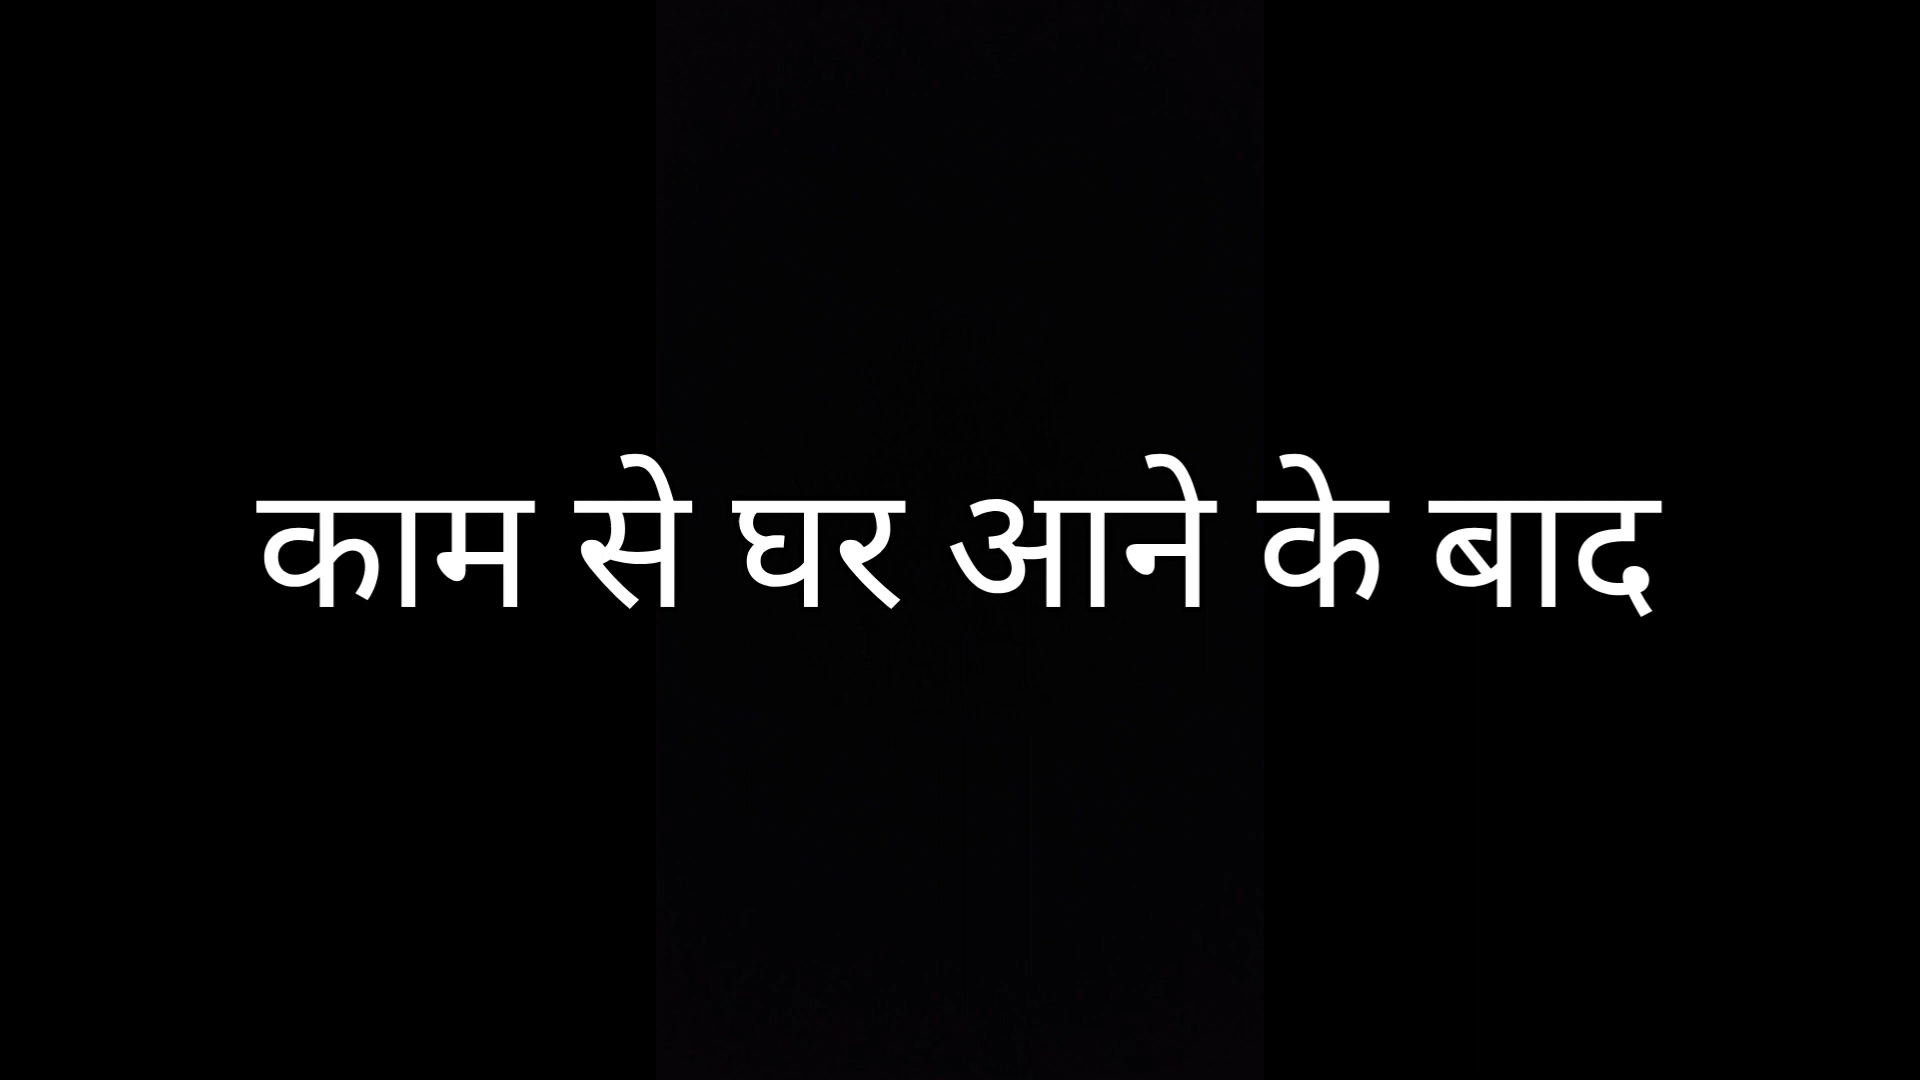 काम से घर आने के बाद